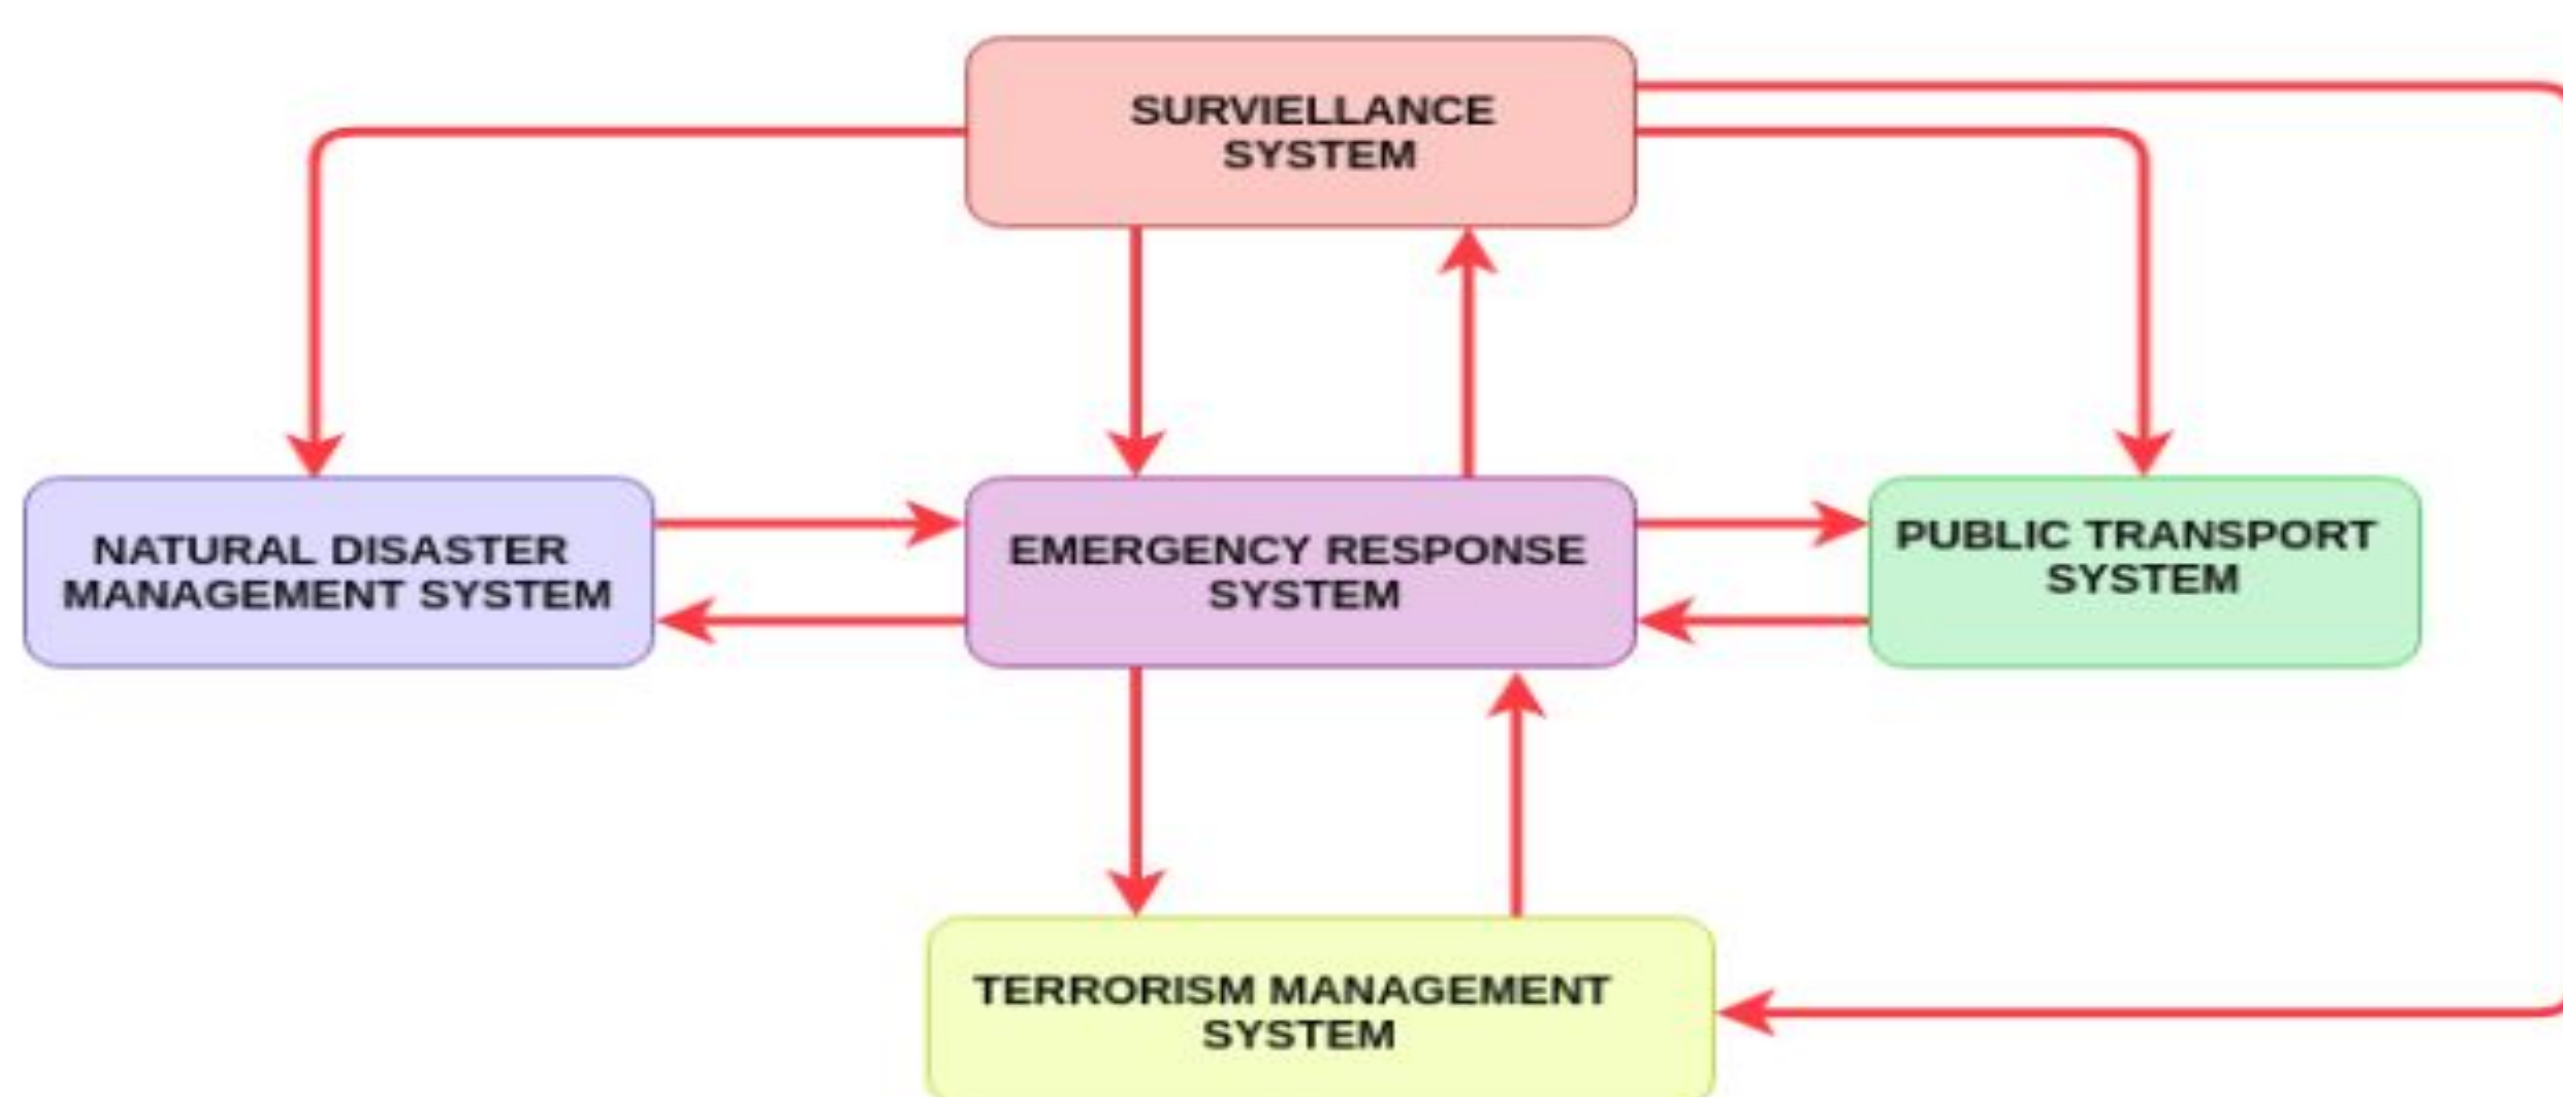 SURVIELLANCE
SYSTEM
NATURAL DISASTER
MANAGEMENT SYSTEM
EMERGENCY RESPONSE
SYSTEM
PUBLIC TRANSPORT
SYSTEM
TERRORISM MANAGEMENT
SYSTEM